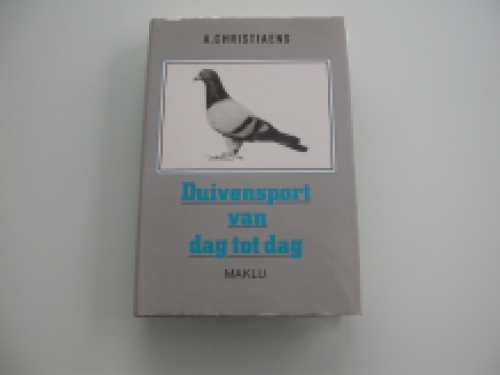 A.CHRISTIAENS
Duivensport
van
dag tot dag
MAKLU